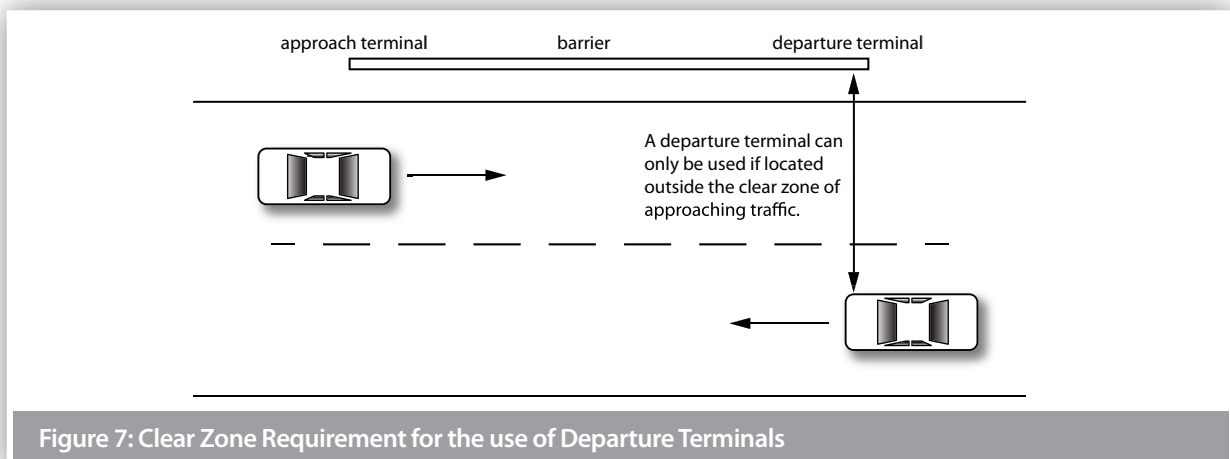 approach terminal barrier departure terminal
A departure terminal can
only be used if located
outside the clear zone of
approaching traffic.
Figure 7: Clear Zone Requirement for the use of Departure Terminals